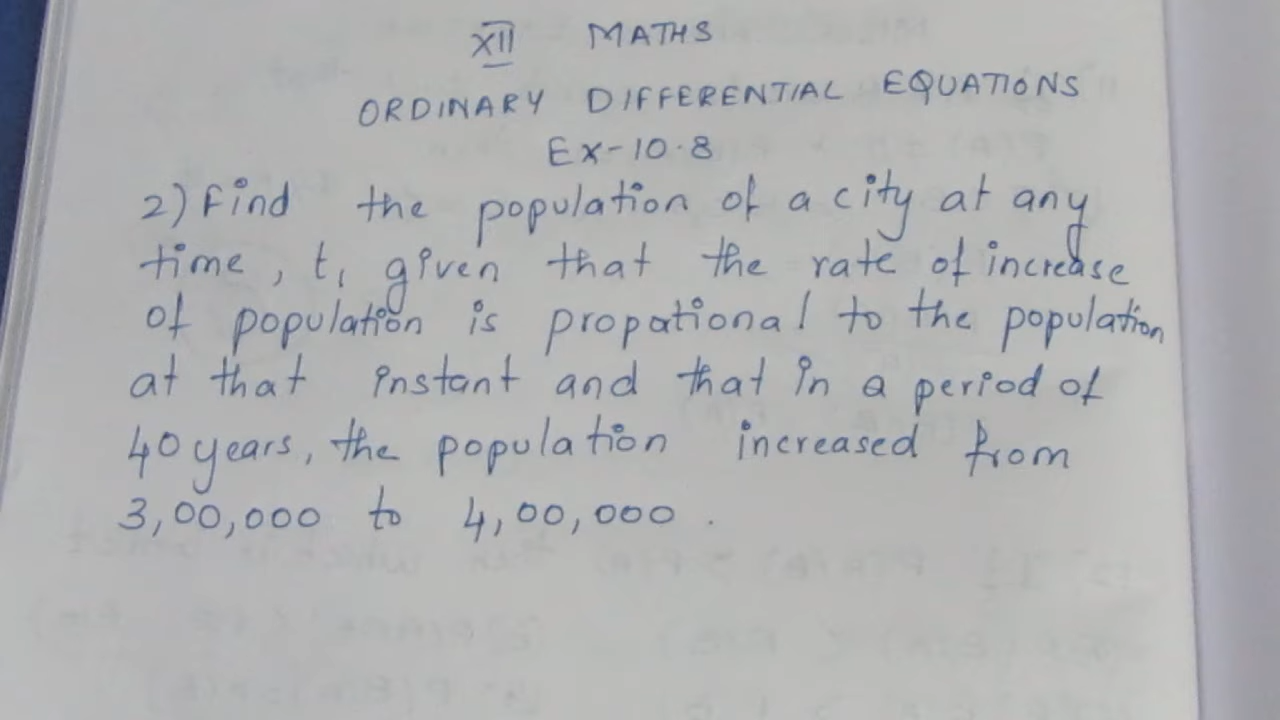 XII MATHS
ORDINARY DIFFERENTIAL EQUATIONS
Ex-10.8
2) Find the population of a city at any
time, t, given that the rate of increase
of population is propational to the population
at that instant and that in a period of
40 years, the population increased from
3,00,000 to 4,00,000.